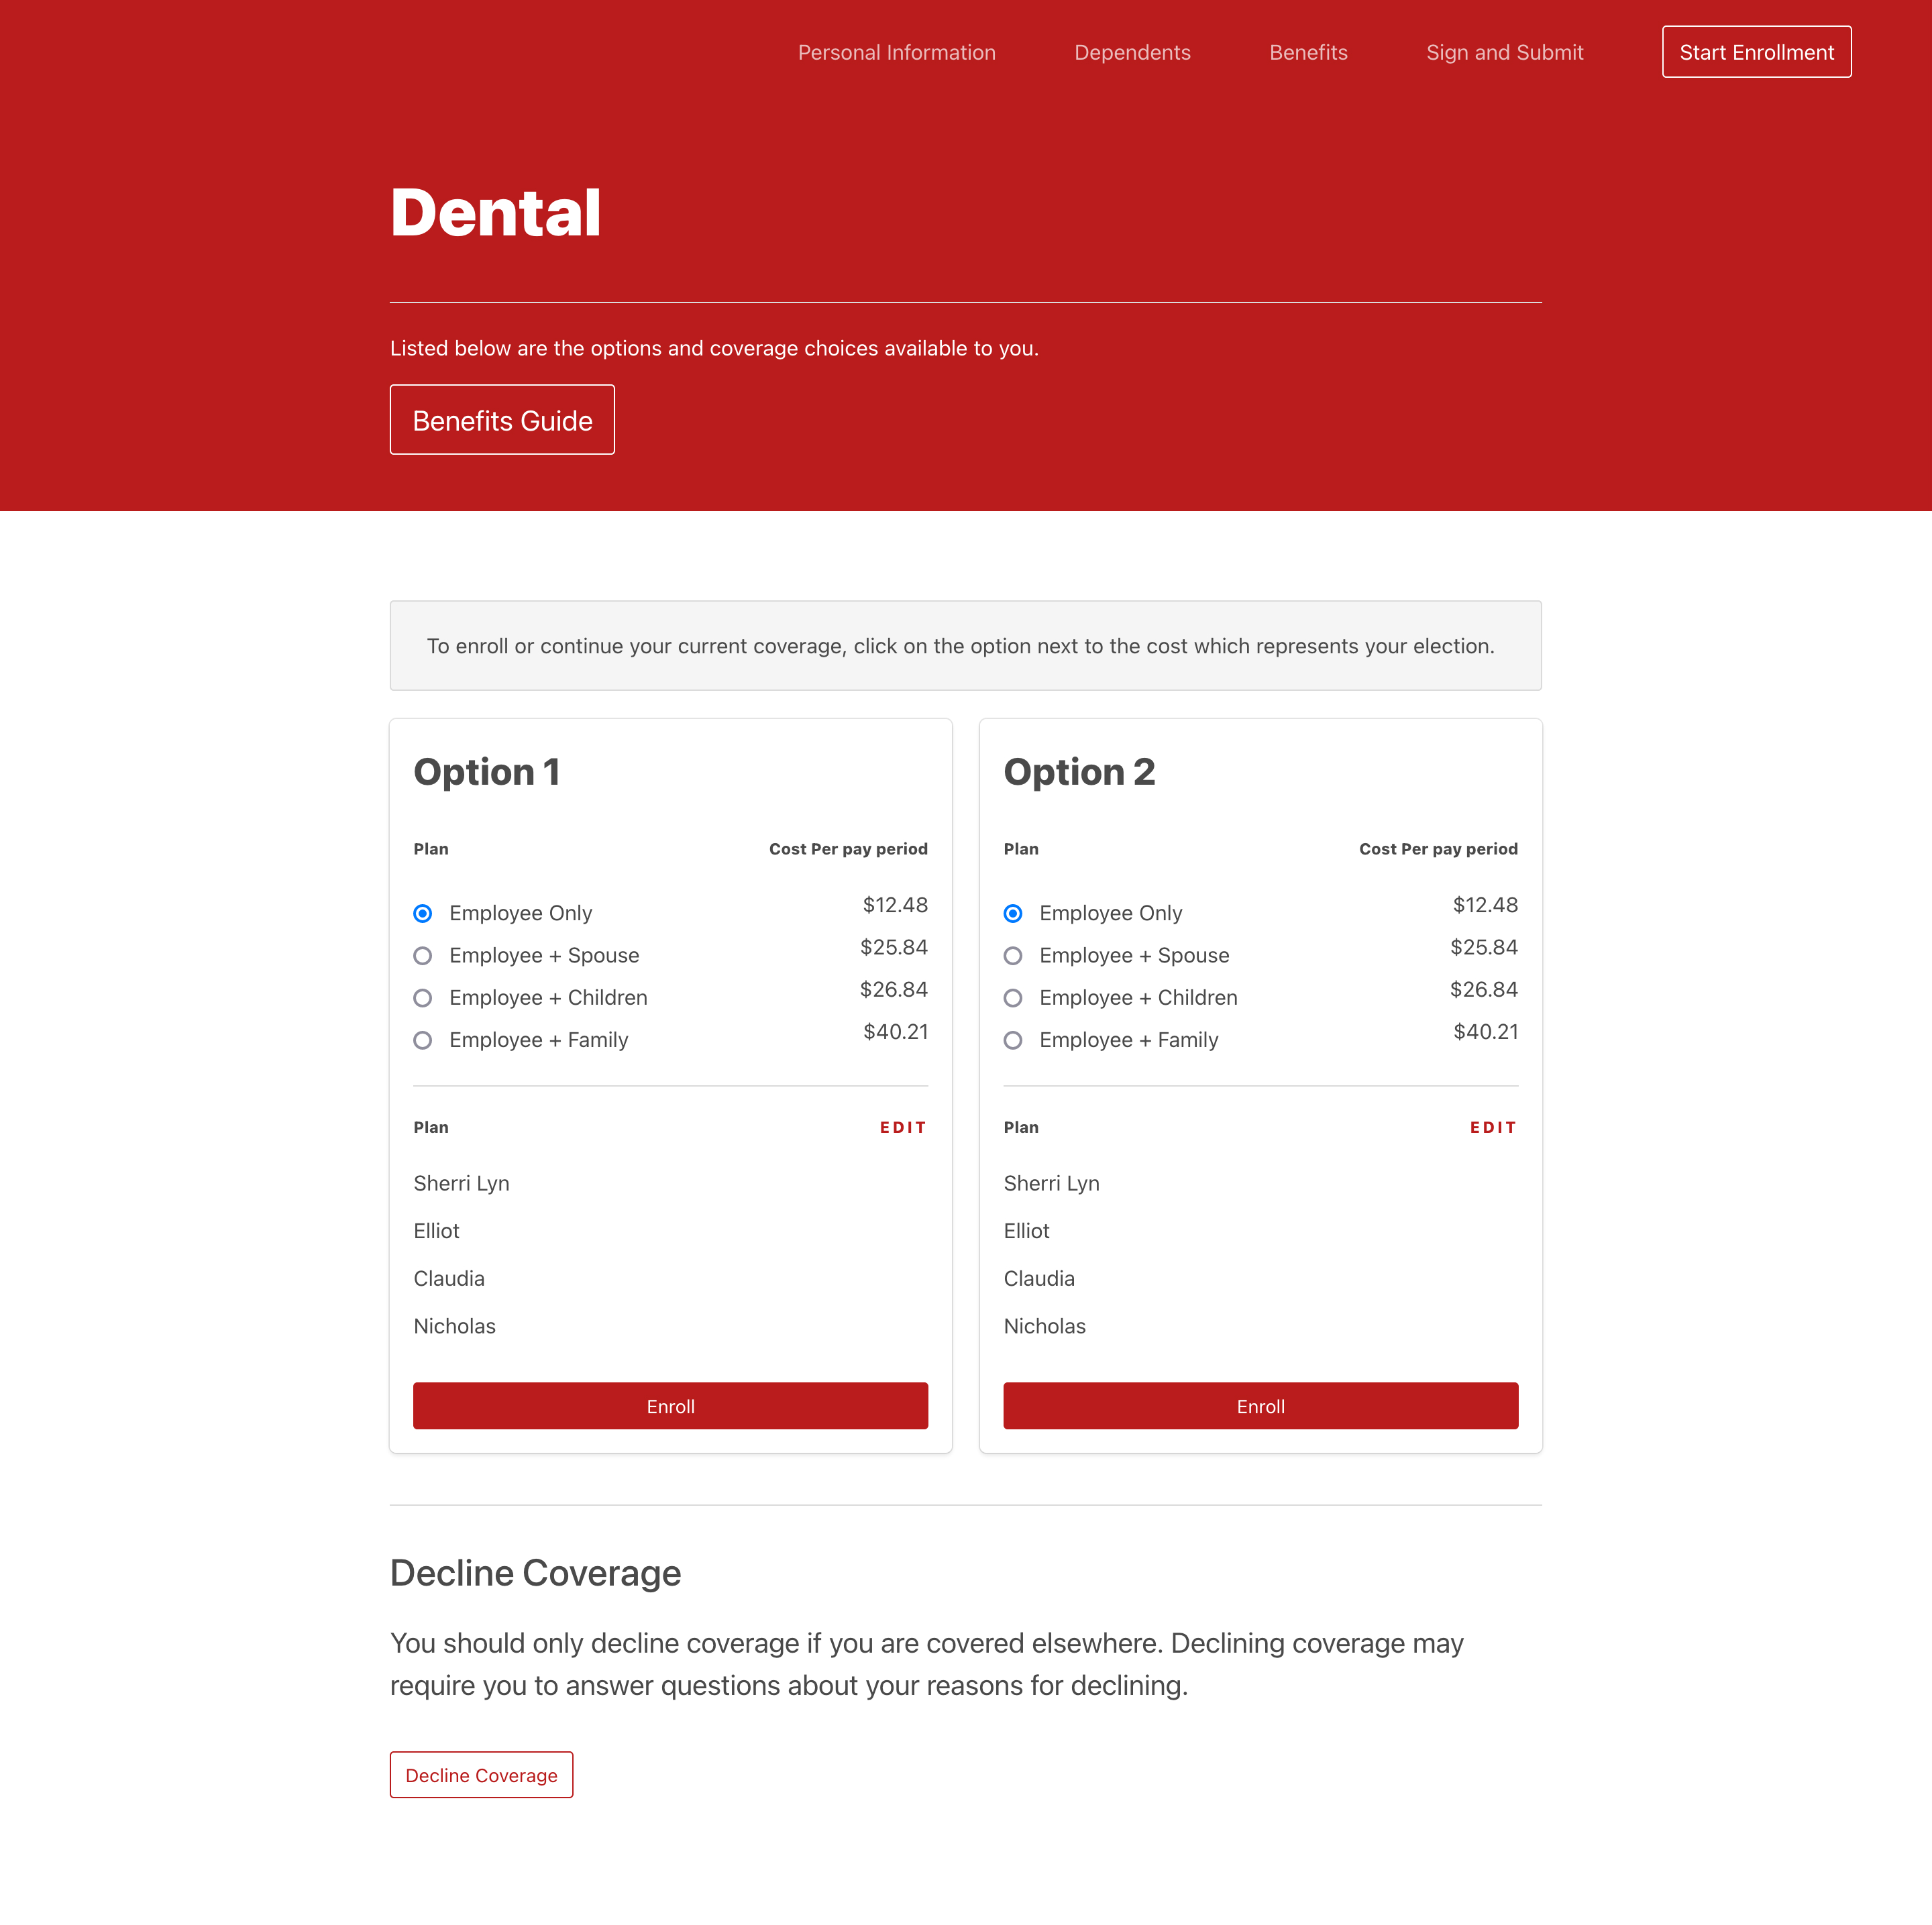 Personal Information Dependents Benefits Sign and Submit Start Enrollment
Dental
Listed below are the options and coverage choices available to you.
Benefits Guide
To enroll or continue your current coverage, click on the option next to the cost which represents your election.
Option 1
Plan Cost Per pay period
Employee Only $12.48
Employee + Spouse $25.84
Employee + Children $26.84
Employee + Family $40.21
Plan EDIT
Sherri Lyn
Elliot
Claudia
Nicholas
Enroll
Option 2
Plan Cost Per pay period
Employee Only $12.48
Employee + Spouse $25.84
Employee + Children $26.84
Employee + Family $40.21
Plan EDIT
Sherri Lyn
Elliot
Claudia
Nicholas
Enroll
Decline Coverage
You should only decline coverage if you are covered elsewhere. Declining coverage may
require you to answer questions about your reasons for declining.
Decline Coverage